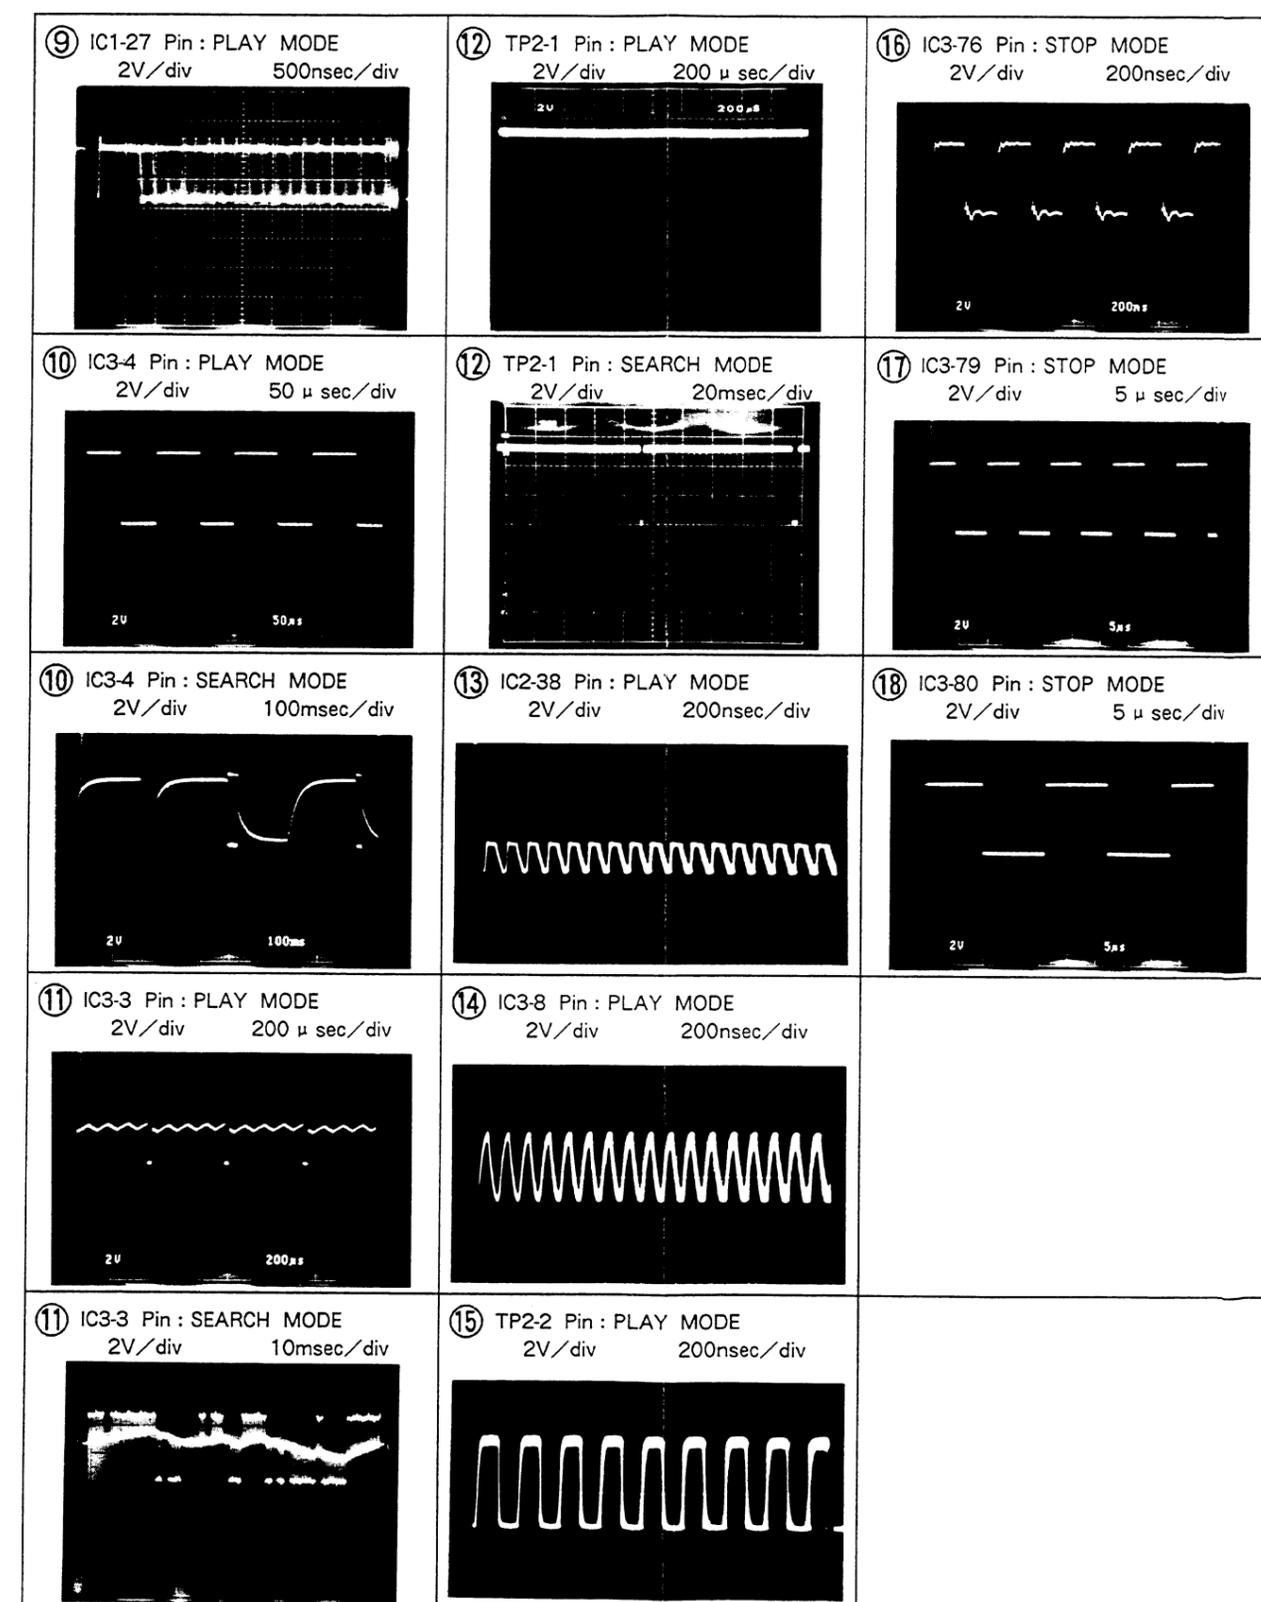 ⑨ IC1-27 Pin : PLAY MODE
2V/div 500nsec/div
⑩ IC3-4 Pin : PLAY MODE
2V/div 50 μ sec/div
2V 50μs
⑩ IC3-4 Pin : SEARCH MODE
2V/div 100msec/div
2V 100ms
⑪ IC3-3 Pin : PLAY MODE
2V/div 200 μ sec/div
2V 200μs
⑪ IC3-3 Pin : SEARCH MODE
2V/div 10msec/div
⑫ TP2-1 Pin : PLAY MODE
2V/div 200 μ sec/div
2V 200μS
⑫ TP2-1 Pin : SEARCH MODE
2V/div 20msec/div
⑬ IC2-38 Pin : PLAY MODE
2V/div 200nsec/div
⑭ IC3-8 Pin : PLAY MODE
2V/div 200nsec/div
⑮ TP2-2 Pin : PLAY MODE
2V/div 200nsec/div
⑯ IC3-76 Pin : STOP MODE
2V/div 200nsec/div
2V 200ns
⑰ IC3-79 Pin : STOP MODE
2V/div 5 μ sec/div
2V 5μs
⑱ IC3-80 Pin : STOP MODE
2V/div 5 μ sec/div
2V 5μs